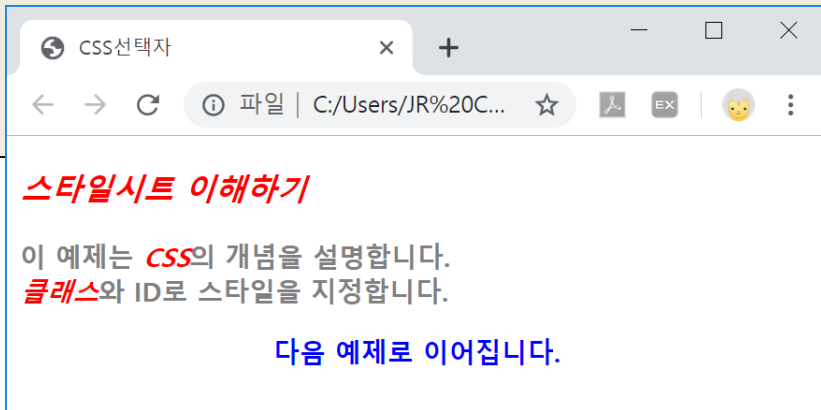 CSS선택자
파일 | C:/Users/JR%20C...
EX
스타일시트 이해하기
이 예제는 CSS의 개념을 설명합니다.
클래스와 ID로 스타일을 지정합니다.
다음 예제로 이어집니다.